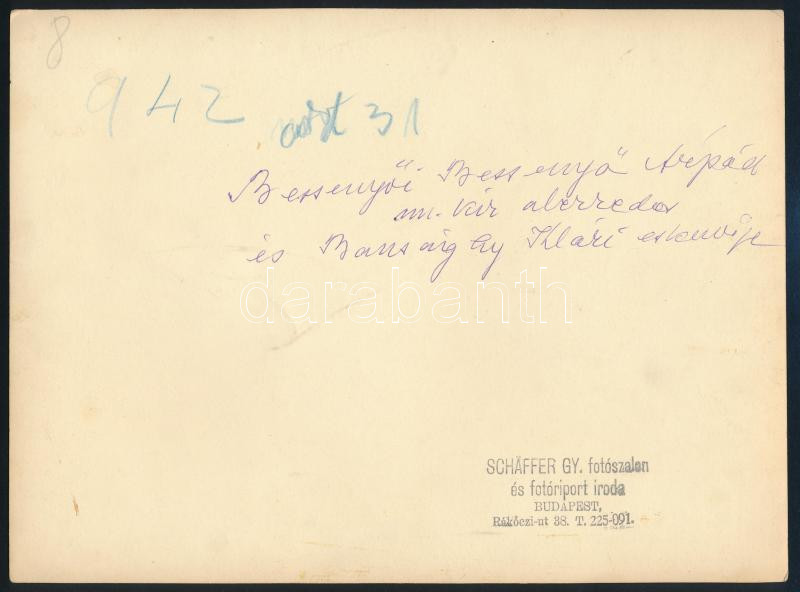 8
942 31
Bessenyői Bessenyő Árpád
m. kir alezredes
és Bansághy Klári esküvője
darabanth
SCHÄFFER GY. fotószalon
és fotóriport iroda
BUDAPEST,
Rákóczi-ut 38. T. 225-091.